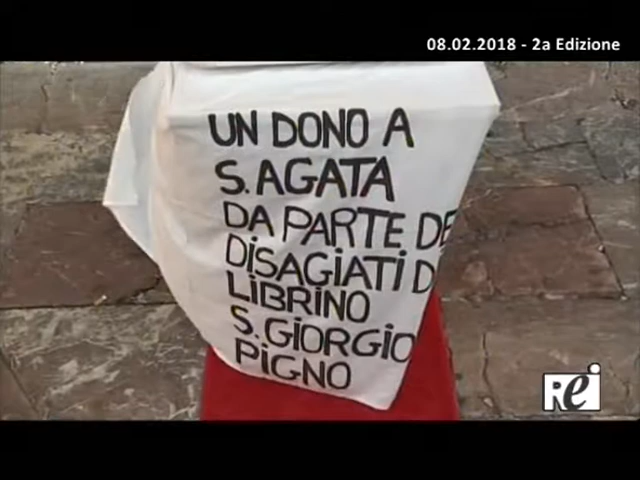 08.02.2018 - 2a Edizione
UN DONO A
S. AGATA
DA PARTE DE
DiSAGiATi D
LiBRiNO
S. GiORGiO
PiGNO
REi